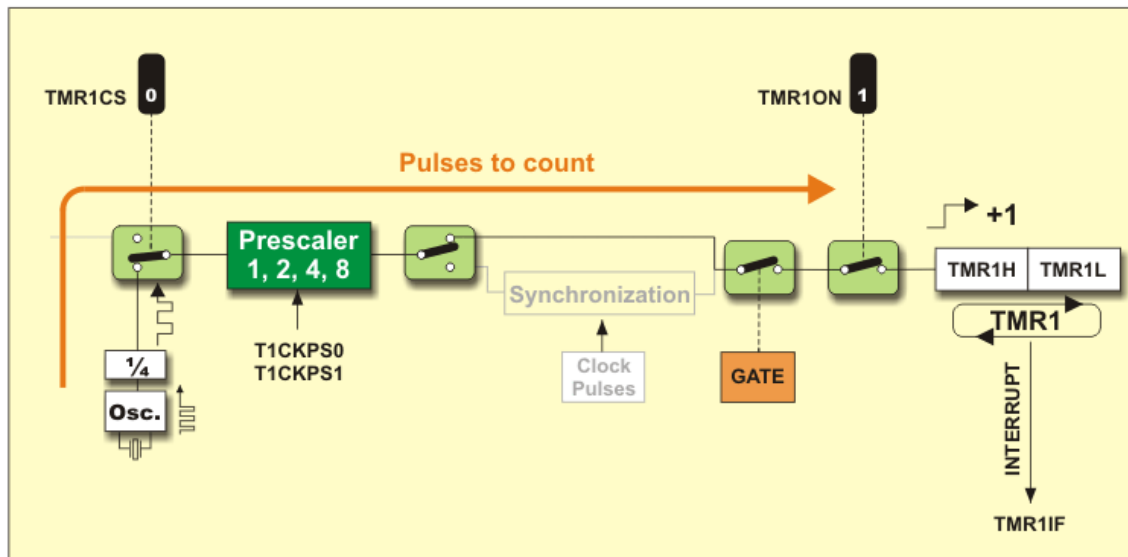 TMR1CS
0
TMR1ON
1
Pulses to count
Prescaler
1, 2, 4, 8
+1
TMR1H
TMR1L
Synchronization
TMR1
T1CKPS0
T1CKPS1
¼
Osc.
Clock
Pulses
GATE
INTERRUPT
TMR1IF